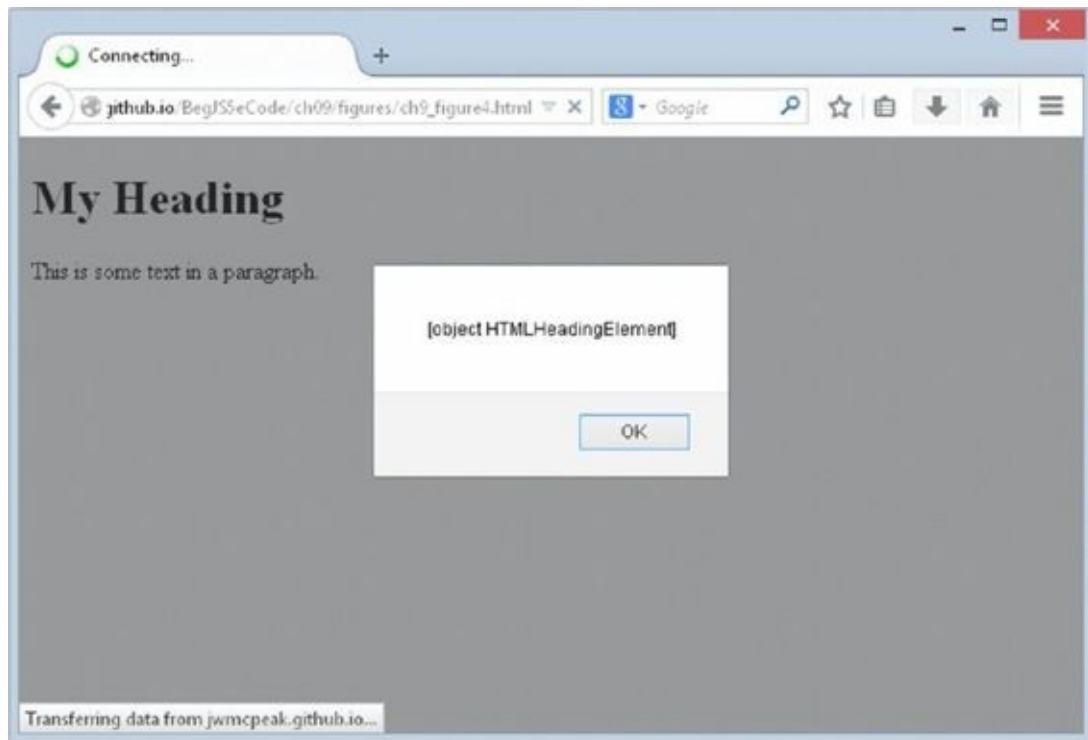 Connecting...
github.io/BegJS5eCode/ch09/figures/ch9_figure4.html
8 Google
My Heading
This is some text in a paragraph.
[object HTMLHeadingElement]
OK
Transferring data from jwmcpeak.github.io...